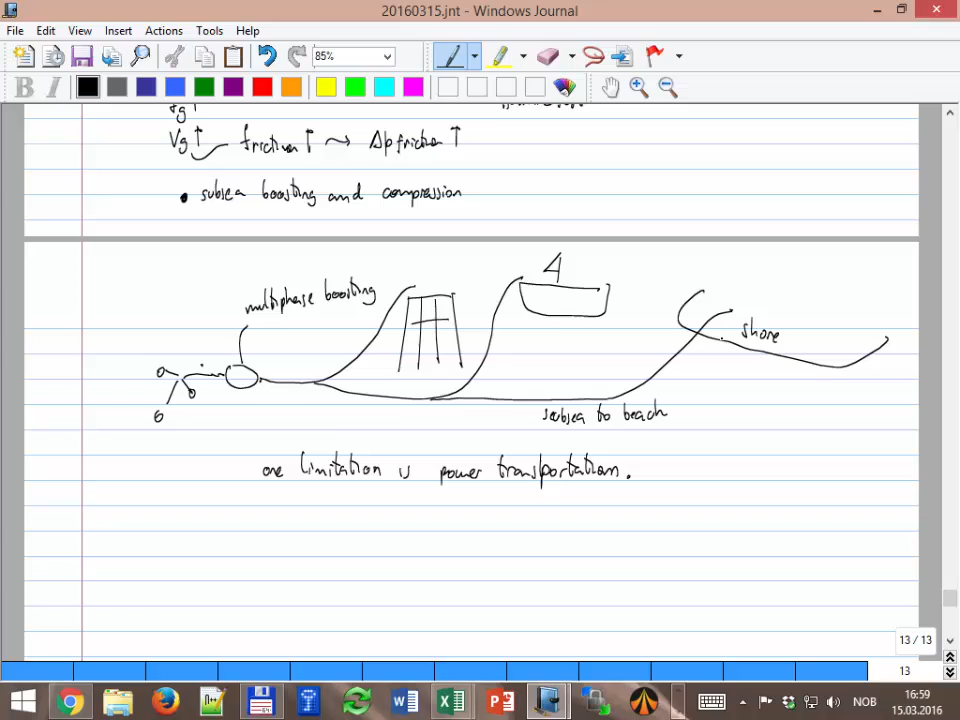 20160315.jnt - Windows Journal
File Edit View Insert Actions Tools Help
85%
B I
Vg↑ friction↑ ⇝ Δp friction ↑
• subsea boosting and compression
multiphase boosting
shore
subsea to beach
one limitation is power transportation.
13 / 13
13
NOB
16:59
15.03.2016